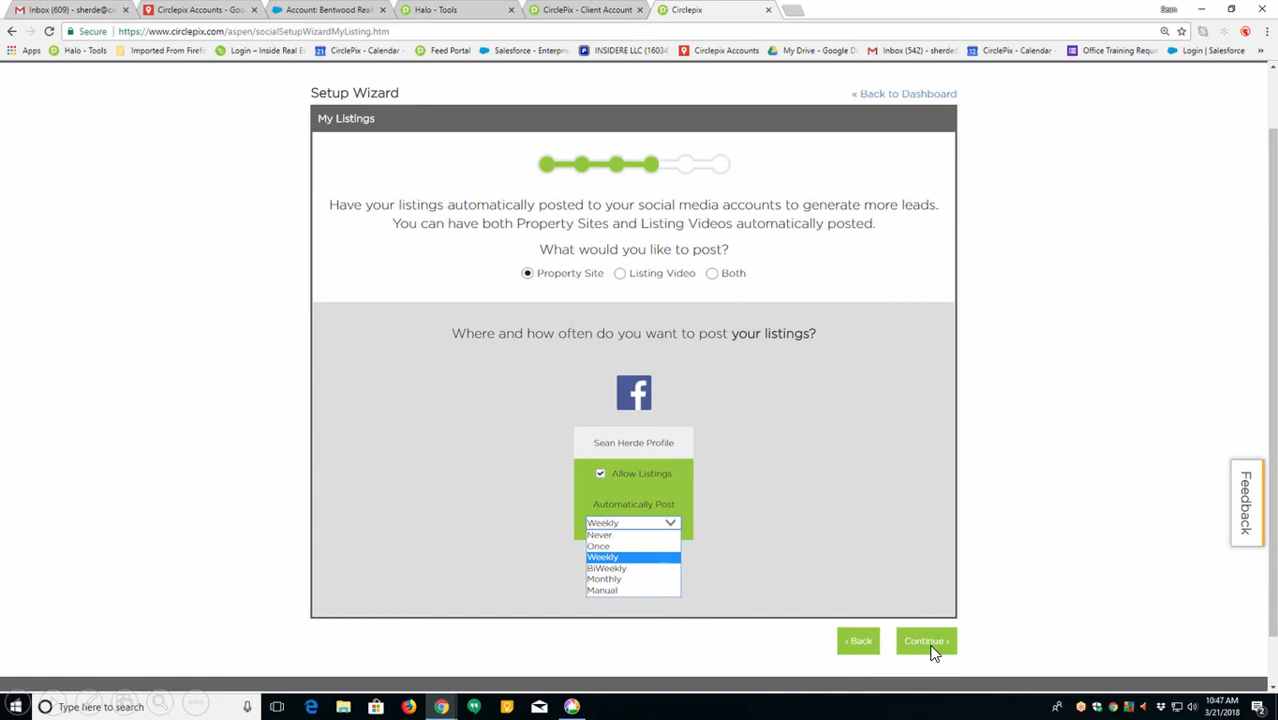 Inbox (609) - sherde@ci
Circlepix Accounts - Goo
Account: Bentwood Real
Halo - Tools
CirclePix - Client Account
Circlepix
Sean
Secure
https://www.circlepix.com/aspen/socialSetupWizardMyListing.htm
Apps
Halo - Tools
Imported From Firefo
Login – Inside Real Es
CirclePix - Calendar
Feed Portal
Salesforce - Enterpris
INSIDERE LLC (16034
Circlepix Accounts
My Drive - Google D
Inbox (542) - sherde
CirclePix - Calendar
Office Training Reque
Login | Salesforce
Setup Wizard
« Back to Dashboard
My Listings
Have your listings automatically posted to your social media accounts to generate more leads.
You can have both Property Sites and Listing Videos automatically posted.
What would you like to post?
Property Site
Listing Video
Both
Where and how often do you want to post your listings?
Sean Herde Profile
Allow Listings
Automatically Post
Weekly
Never
Once
Weekly
BiWeekly
Monthly
Manual
‹ Back
Continue ›
Feedback
Type here to search
10:47 AM
3/21/2018